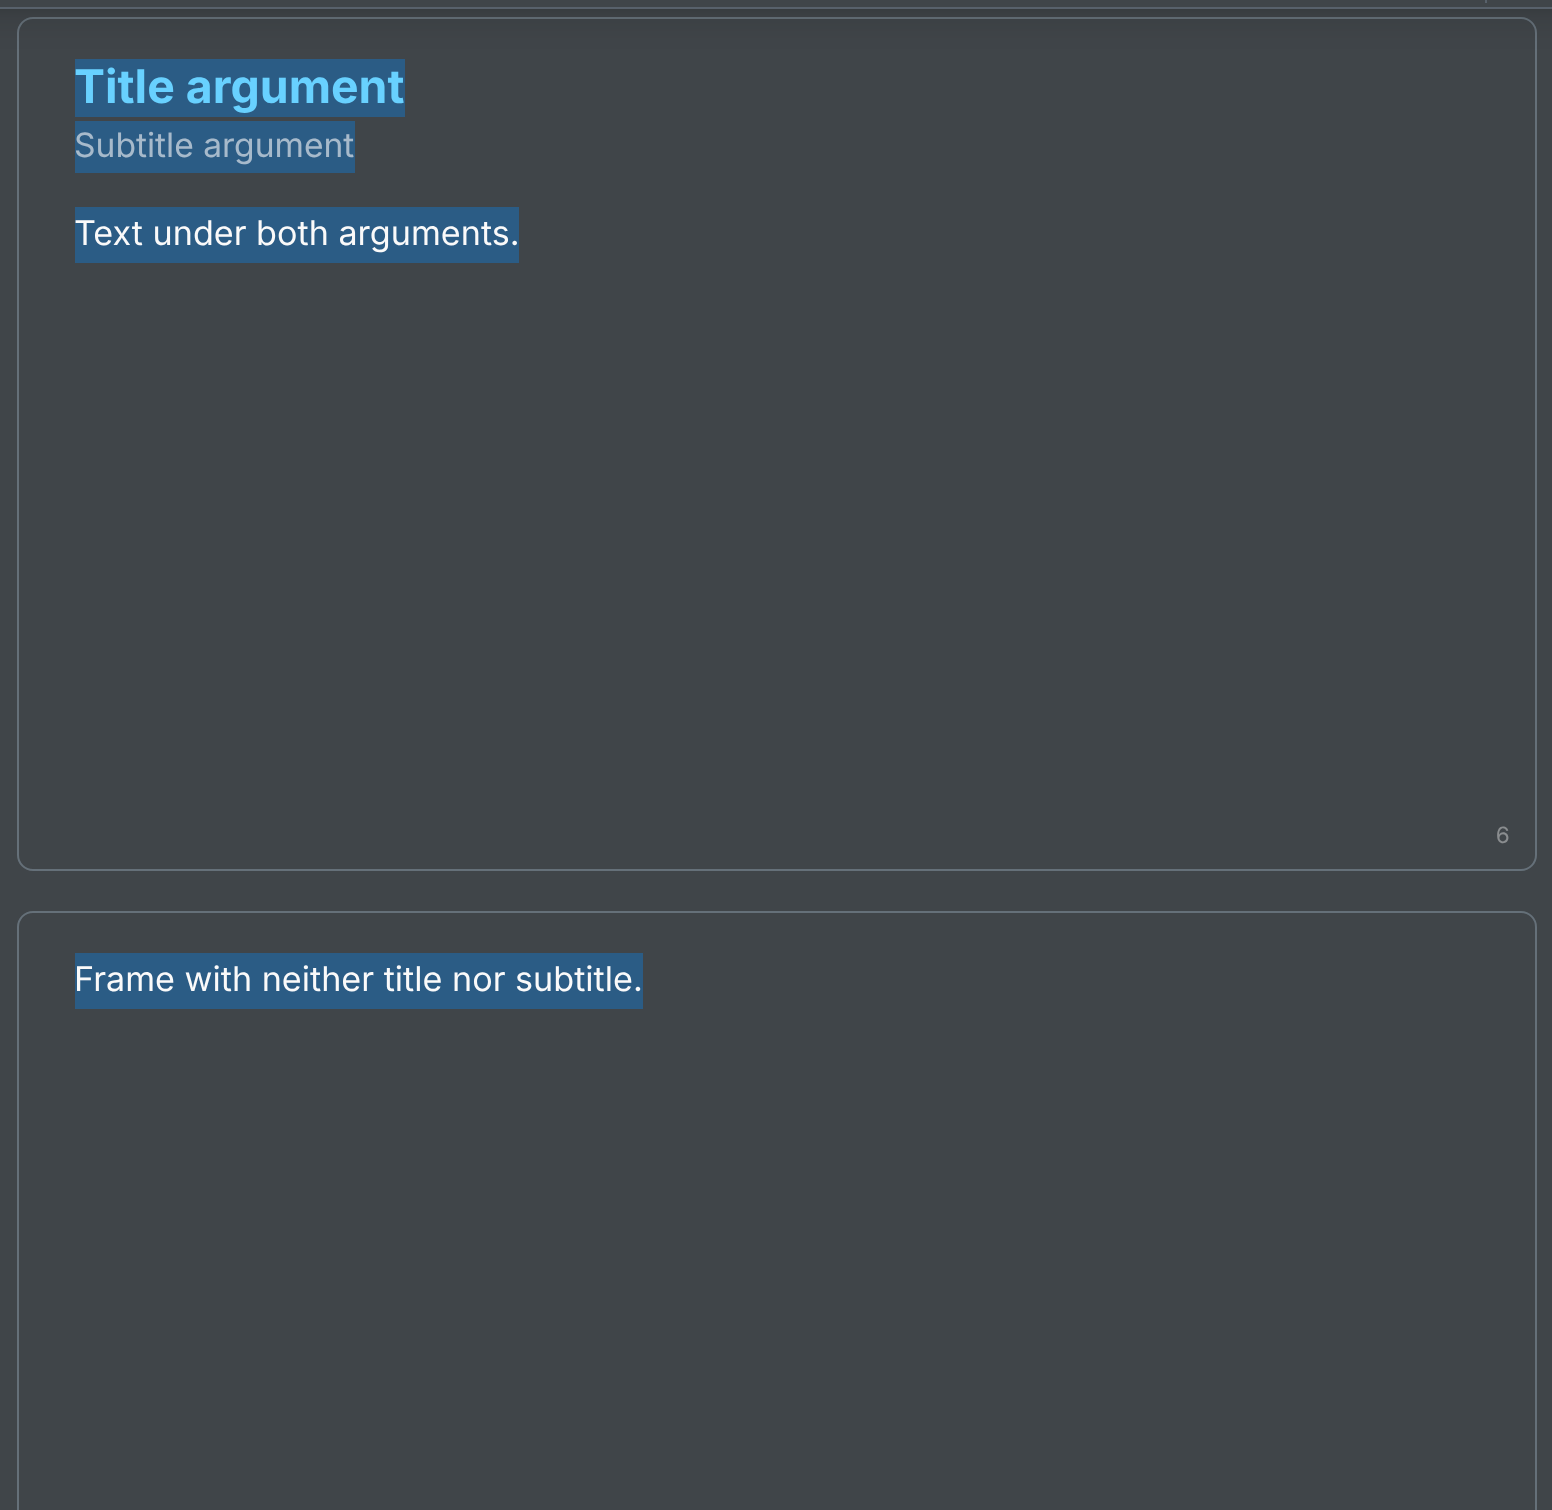 Title argument
Subtitle argument
Text under both arguments.
6
Frame with neither title nor subtitle.